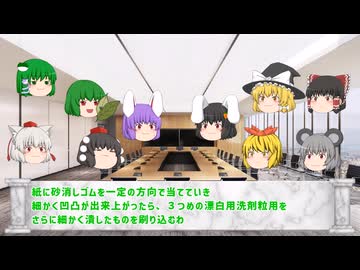 紙に砂消しゴムを一定の方向で当てていき
細かく凹凸が出来上がったら、３つめの漂白用洗剤粒用を
さらに細かく潰したものを刷り込むわ